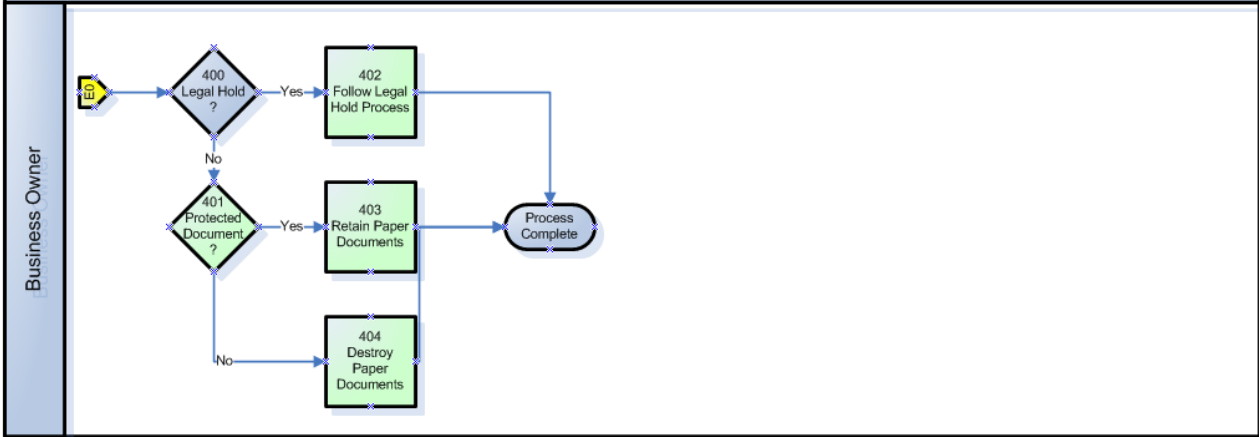 Business Owner
E0
400
Legal Hold
?
Yes
402
Follow Legal
Hold Process
No
401
Protected
Document
?
Yes
403
Retain Paper
Documents
Process
Complete
No
404
Destroy
Paper
Documents